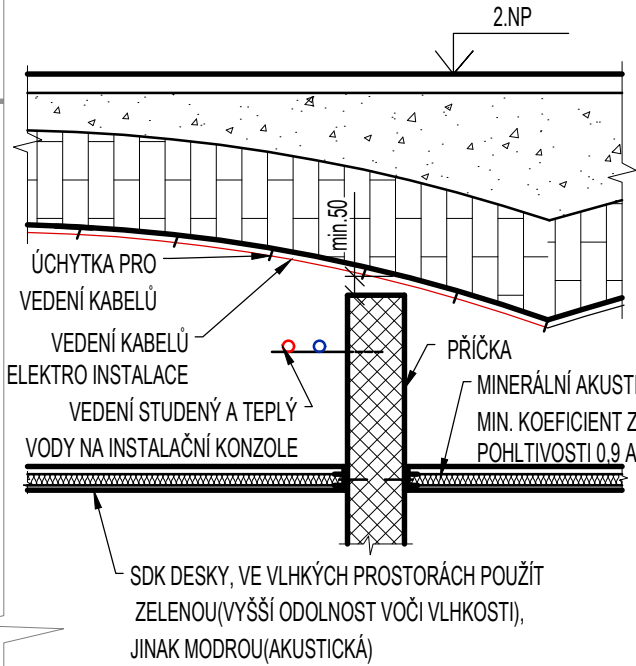 2.NP
min.50
ÚCHYTKA PRO
VEDENÍ KABELŮ
VEDENÍ KABELŮ
ELEKTRO INSTALACE
VEDENÍ STUDENÝ A TEPLÝ
VODY NA INSTALAČNÍ KONZOLE
PŘÍČKA
MINERÁLNÍ
MIN. KOEFICIENT
POHLTIVOSTI 0,9 A
SDK DESKY, VE VLHKÝCH PROSTORÁCH POUŽÍT
ZELENOU(VYŠŠÍ ODOLNOST VOČI VLHKOSTI),
JINAK MODROU(AKUSTICKÁ)